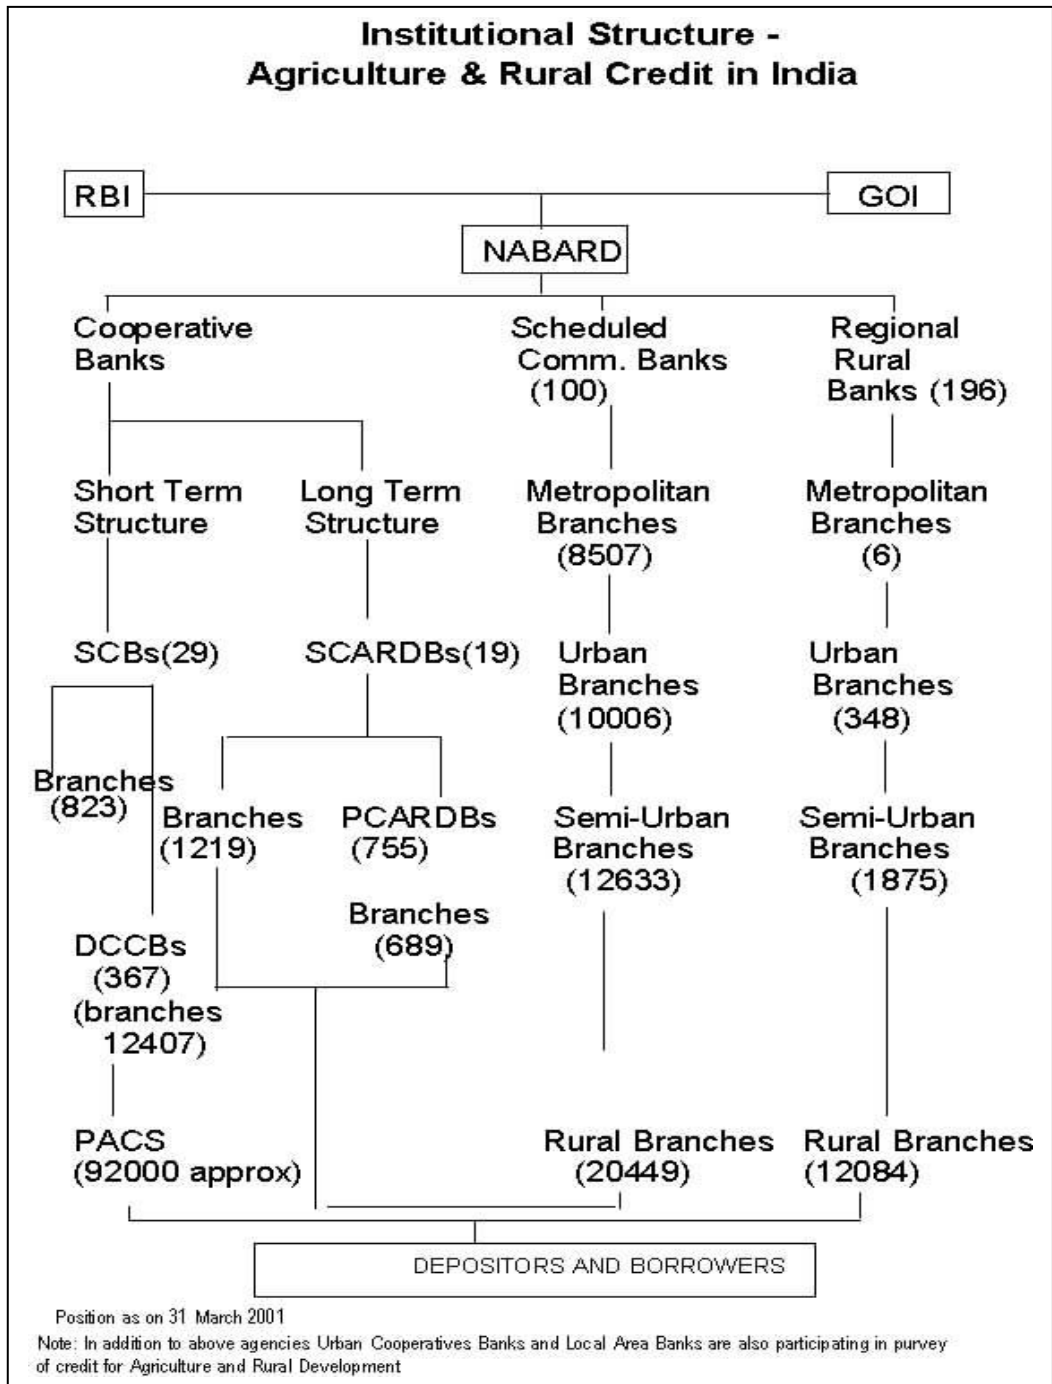 Institutional Structure -
Agriculture & Rural Credit in India
RBI
GOI
NABARD
Cooperative
Banks
Scheduled
Comm. Banks
(100)
Regional
Rural
Banks (196)
Short Term
Structure
Long Term
Structure
Metropolitan
Branches
(8507)
Metropolitan
Branches
(6)
SCBs(29)
SCARDBs(19)
Urban
Branches
(10006)
Urban
Branches
(348)
Branches
(823)
Branches
(1219)
PCARDBs
(755)
Semi-Urban
Branches
(12633)
Semi-Urban
Branches
(1875)
Branches
(689)
DCCBs
(367)
(branches
12407)
PACS
(92000 approx)
Rural Branches
(20449)
Rural Branches
(12084)
DEPOSITORS AND BORROWERS
Position as on 31 March 2001
Note: In addition to above agencies Urban Cooperatives Banks and Local Area Banks are also participating in purvey
of credit for Agriculture and Rural Development